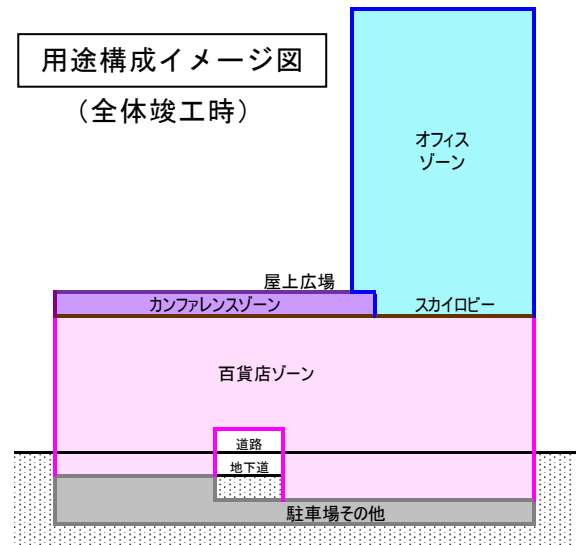 用途構成イメージ図
（全体竣工時）
オフィス
ゾーン
屋上広場
カンファレンスゾーン
スカイロビー
百貨店ゾーン
道路
地下道
駐車場その他